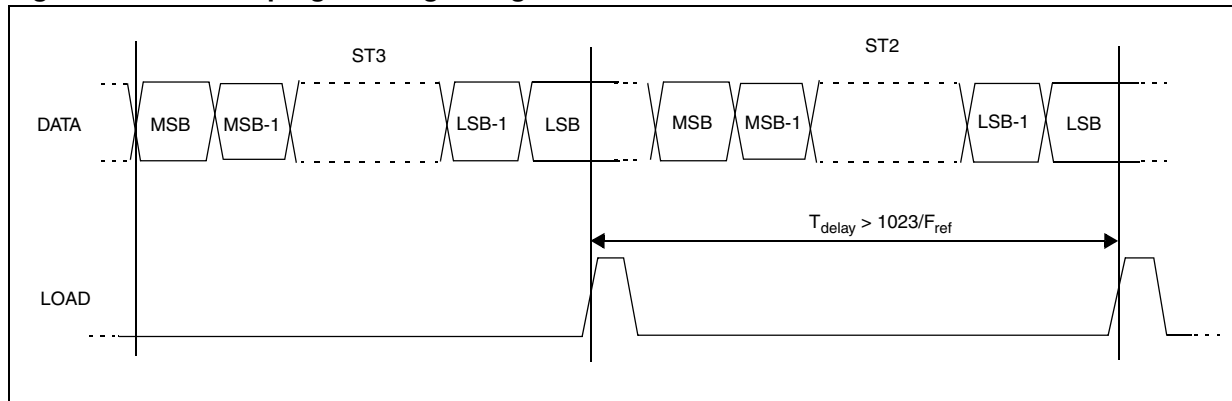 ST3
ST2
DATA
MSB
MSB-1
LSB-1
LSB
MSB
MSB-1
LSB-1
LSB
Tdelay > 1023/Fref
LOAD